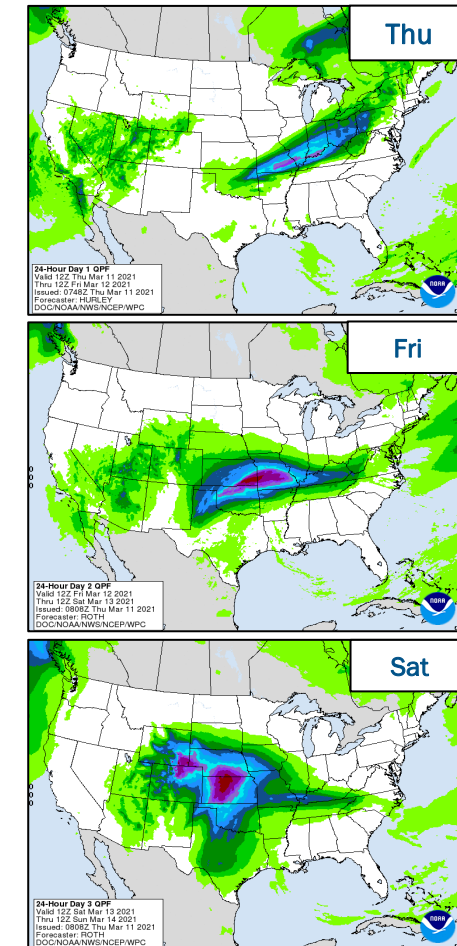 Thu
24-Hour Day 1 QPF
Valid 12Z Thu Mar 11 2021
Thru 12Z Fri Mar 12 2021
Issued: 0748Z Thu Mar 11 2021
Forecaster: HURLEY
DOC/NOAA/NWS/NCEP/WPC
NOAA
Fri
24-Hour Day 2 QPF
Valid 12Z Fri Mar 12 2021
Thru 12Z Sat Mar 13 2021
Issued: 0808Z Thu Mar 11 2021
Forecaster: ROTH
DOC/NOAA/NWS/NCEP/WPC
NOAA
Sat
24-Hour Day 3 QPF
Valid 12Z Sat Mar 13 2021
Thru 12Z Sun Mar 14 2021
Issued: 0808Z Thu Mar 11 2021
Forecaster: ROTH
DOC/NOAA/NWS/NCEP/WPC
NOAA